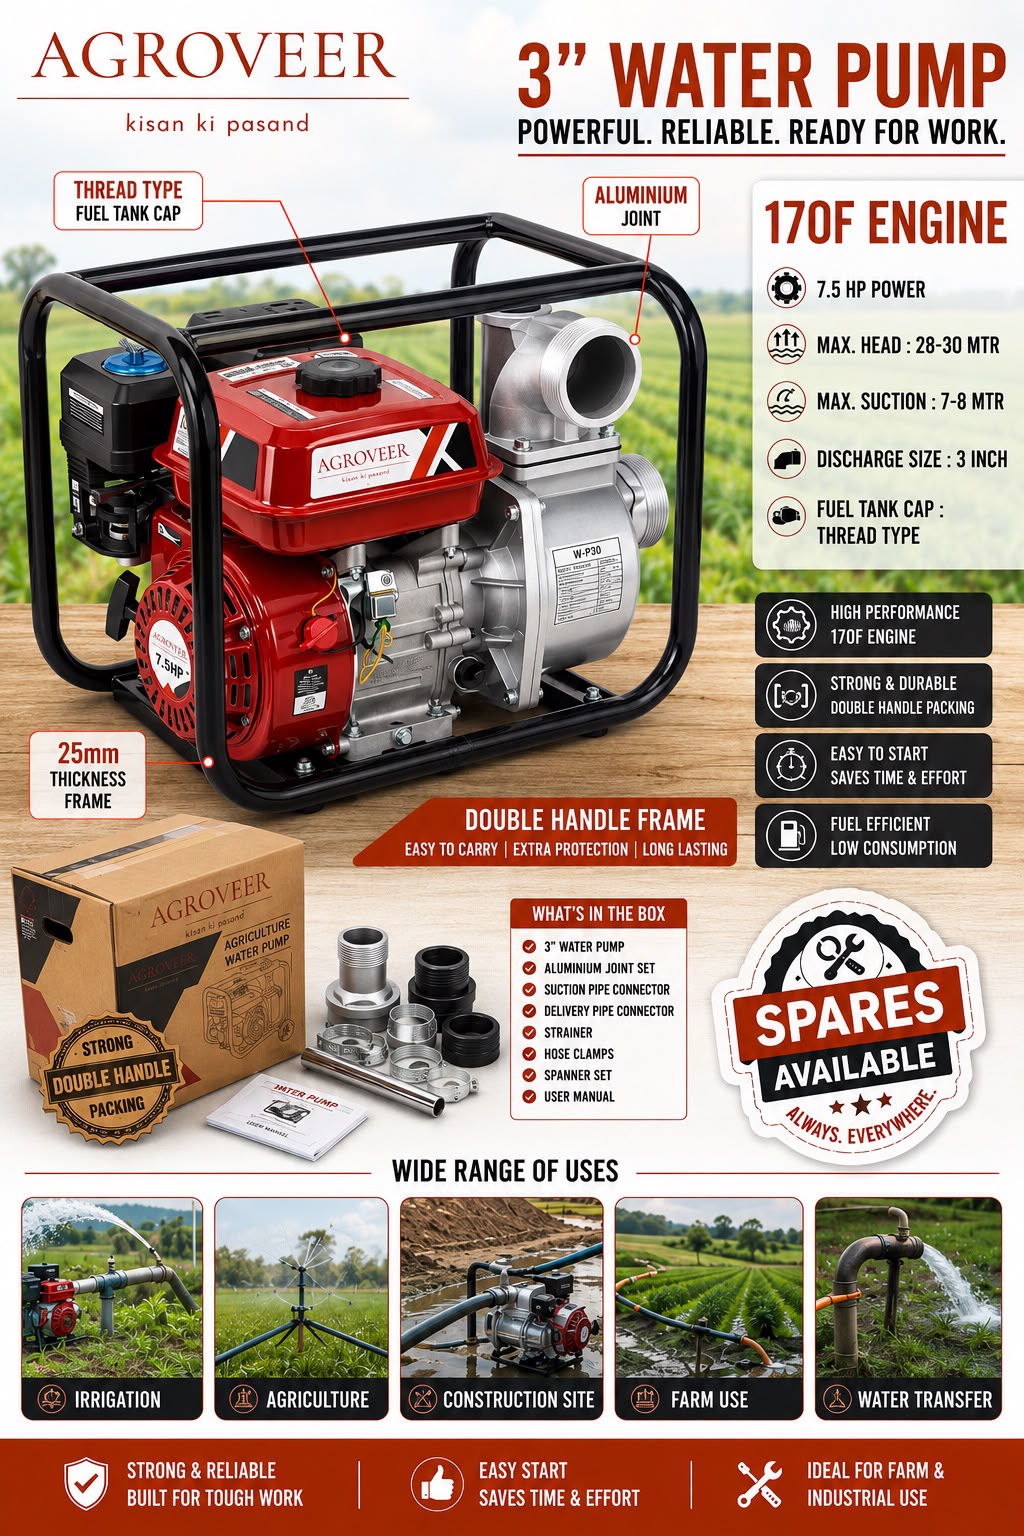 AGROVEER
kisan ki pasand
3” WATER PUMP
POWERFUL. RELIABLE. READY FOR WORK.
THREAD TYPE
FUEL TANK CAP
ALUMINIUM
JOINT
170F ENGINE
7.5 HP POWER
MAX. HEAD : 28-30 MTR
MAX. SUCTION : 7-8 MTR
DISCHARGE SIZE : 3 INCH
FUEL TANK CAP :
THREAD TYPE
AGROVEER
kisan ki pasand
W-P30
AGROVEER
7.5HP
HIGH PERFORMANCE
170F ENGINE
STRONG & DURABLE
DOUBLE HANDLE PACKING
EASY TO START
SAVES TIME & EFFORT
FUEL EFFICIENT
LOW CONSUMPTION
25mm
THICKNESS
FRAME
DOUBLE HANDLE FRAME
EASY TO CARRY | EXTRA PROTECTION | LONG LASTING
AGROVEER
kisan ki pasand
AGRICULTURE
WATER PUMP
AGROVEER
STRONG
DOUBLE HANDLE
PACKING
WATER PUMP
USER MANUAL
WHAT'S IN THE BOX
3" WATER PUMP
ALUMINIUM JOINT SET
SUCTION PIPE CONNECTOR
DELIVERY PIPE CONNECTOR
STRAINER
HOSE CLAMPS
SPANNER SET
USER MANUAL
SPARES
AVAILABLE
ALWAYS. EVERYWHERE.
WIDE RANGE OF USES
IRRIGATION
AGRICULTURE
CONSTRUCTION SITE
FARM USE
WATER TRANSFER
STRONG & RELIABLE
BUILT FOR TOUGH WORK
EASY START
SAVES TIME & EFFORT
IDEAL FOR FARM &
INDUSTRIAL USE